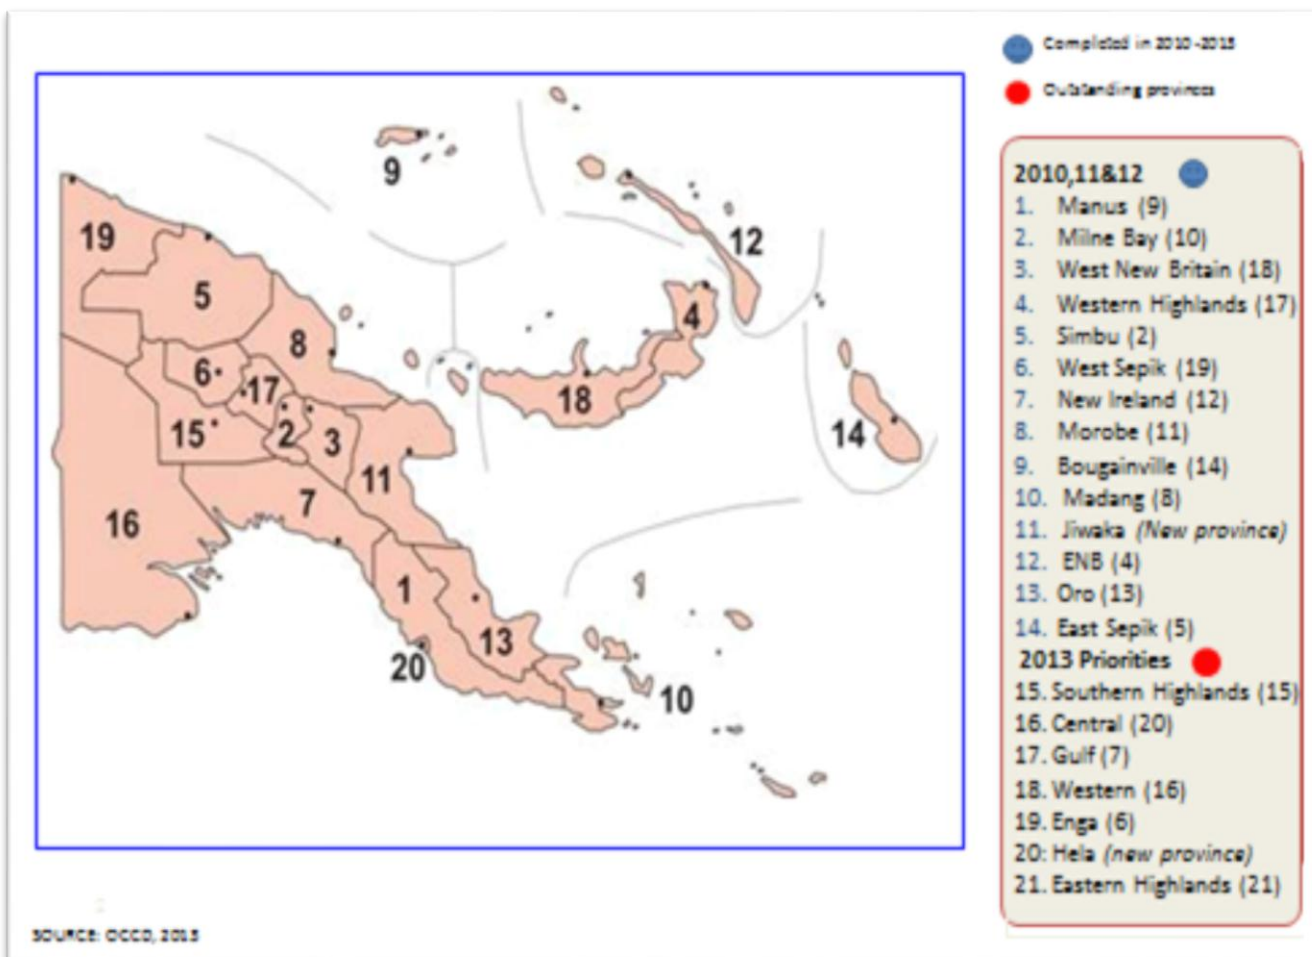 Completed in 2010-2013
Outstanding provinces
9
12
19
5
4
8
6
17
18
14
15
2
3
11
7
16
1
13
20
10
2010,11&12
1. Manus (9)
2. Milne Bay (10)
3. West New Britain (18)
4. Western Highlands (17)
5. Simbu (2)
6. West Sepik (19)
7. New Ireland (12)
8. Morobe (11)
9. Bougainville (14)
10. Madang (8)
11. Jiwaka (New province)
12. ENB (4)
13. Oro (13)
14. East Sepik (5)
2013 Priorities
15. Southern Highlands (15)
16. Central (20)
17. Gulf (7)
18. Western (16)
19. Enga (6)
20: Hela (new province)
21. Eastern Highlands (21)
SOURCE: OCCD, 2013